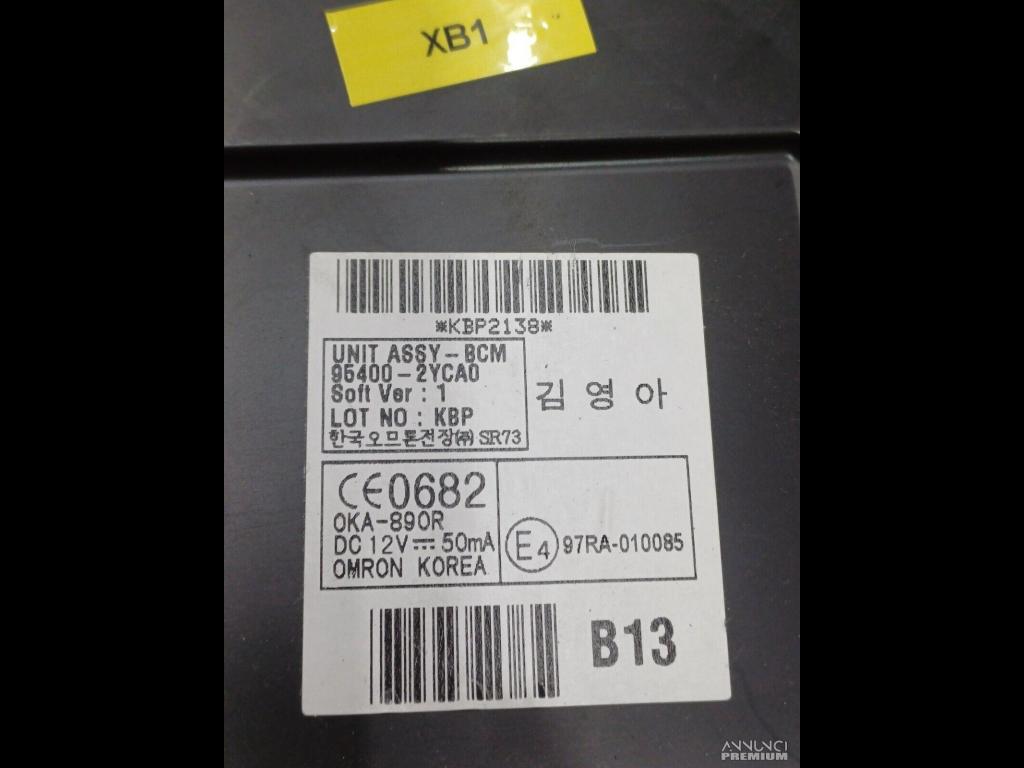 XB1
*KBP2138*
UNIT ASSY-BCM
95400-2YCA0
Soft Ver : 1
LOT NO : KBP
한국오므론전장㈜ SR73
김영아
CE0682
OKA-890R
DC 12V ⎓ 50mA
OMRON KOREA
E4 97RA-010085
B13
ANNUNCI
PREMIUM